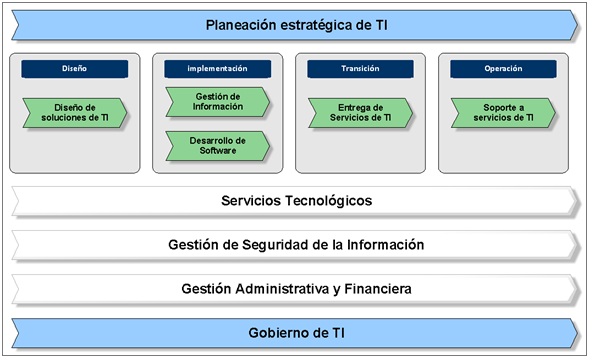 Planeación estratégica de TI
Diseño
implementación
Transición
Operación
Diseño de
soluciones de TI
Gestión de
Información
Desarrollo de
Software
Entrega de
Servicios de TI
Soporte a
servicios de TI
Servicios Tecnológicos
Gestión de Seguridad de la Información
Gestión Administrativa y Financiera
Gobierno de TI